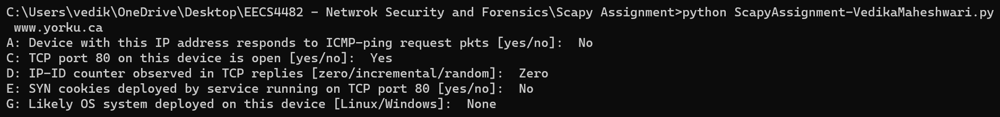 C:\Users\vedik\OneDrive\Desktop\EECS4482 - Netwrok Security and Forensics\Scapy Assignment>python ScapyAssignment-VedikaMaheshwari.py
www.yorku.ca
A: Device with this IP address responds to ICMP-ping request pkts [yes/no]:  No
C: TCP port 80 on this device is open [yes/no]:  Yes
D: IP-ID counter observed in TCP replies [zero/incremental/random]:  Zero
E: SYN cookies deployed by service running on TCP port 80 [yes/no]:  No
G: Likely OS system deployed on this device [Linux/Windows]:  None